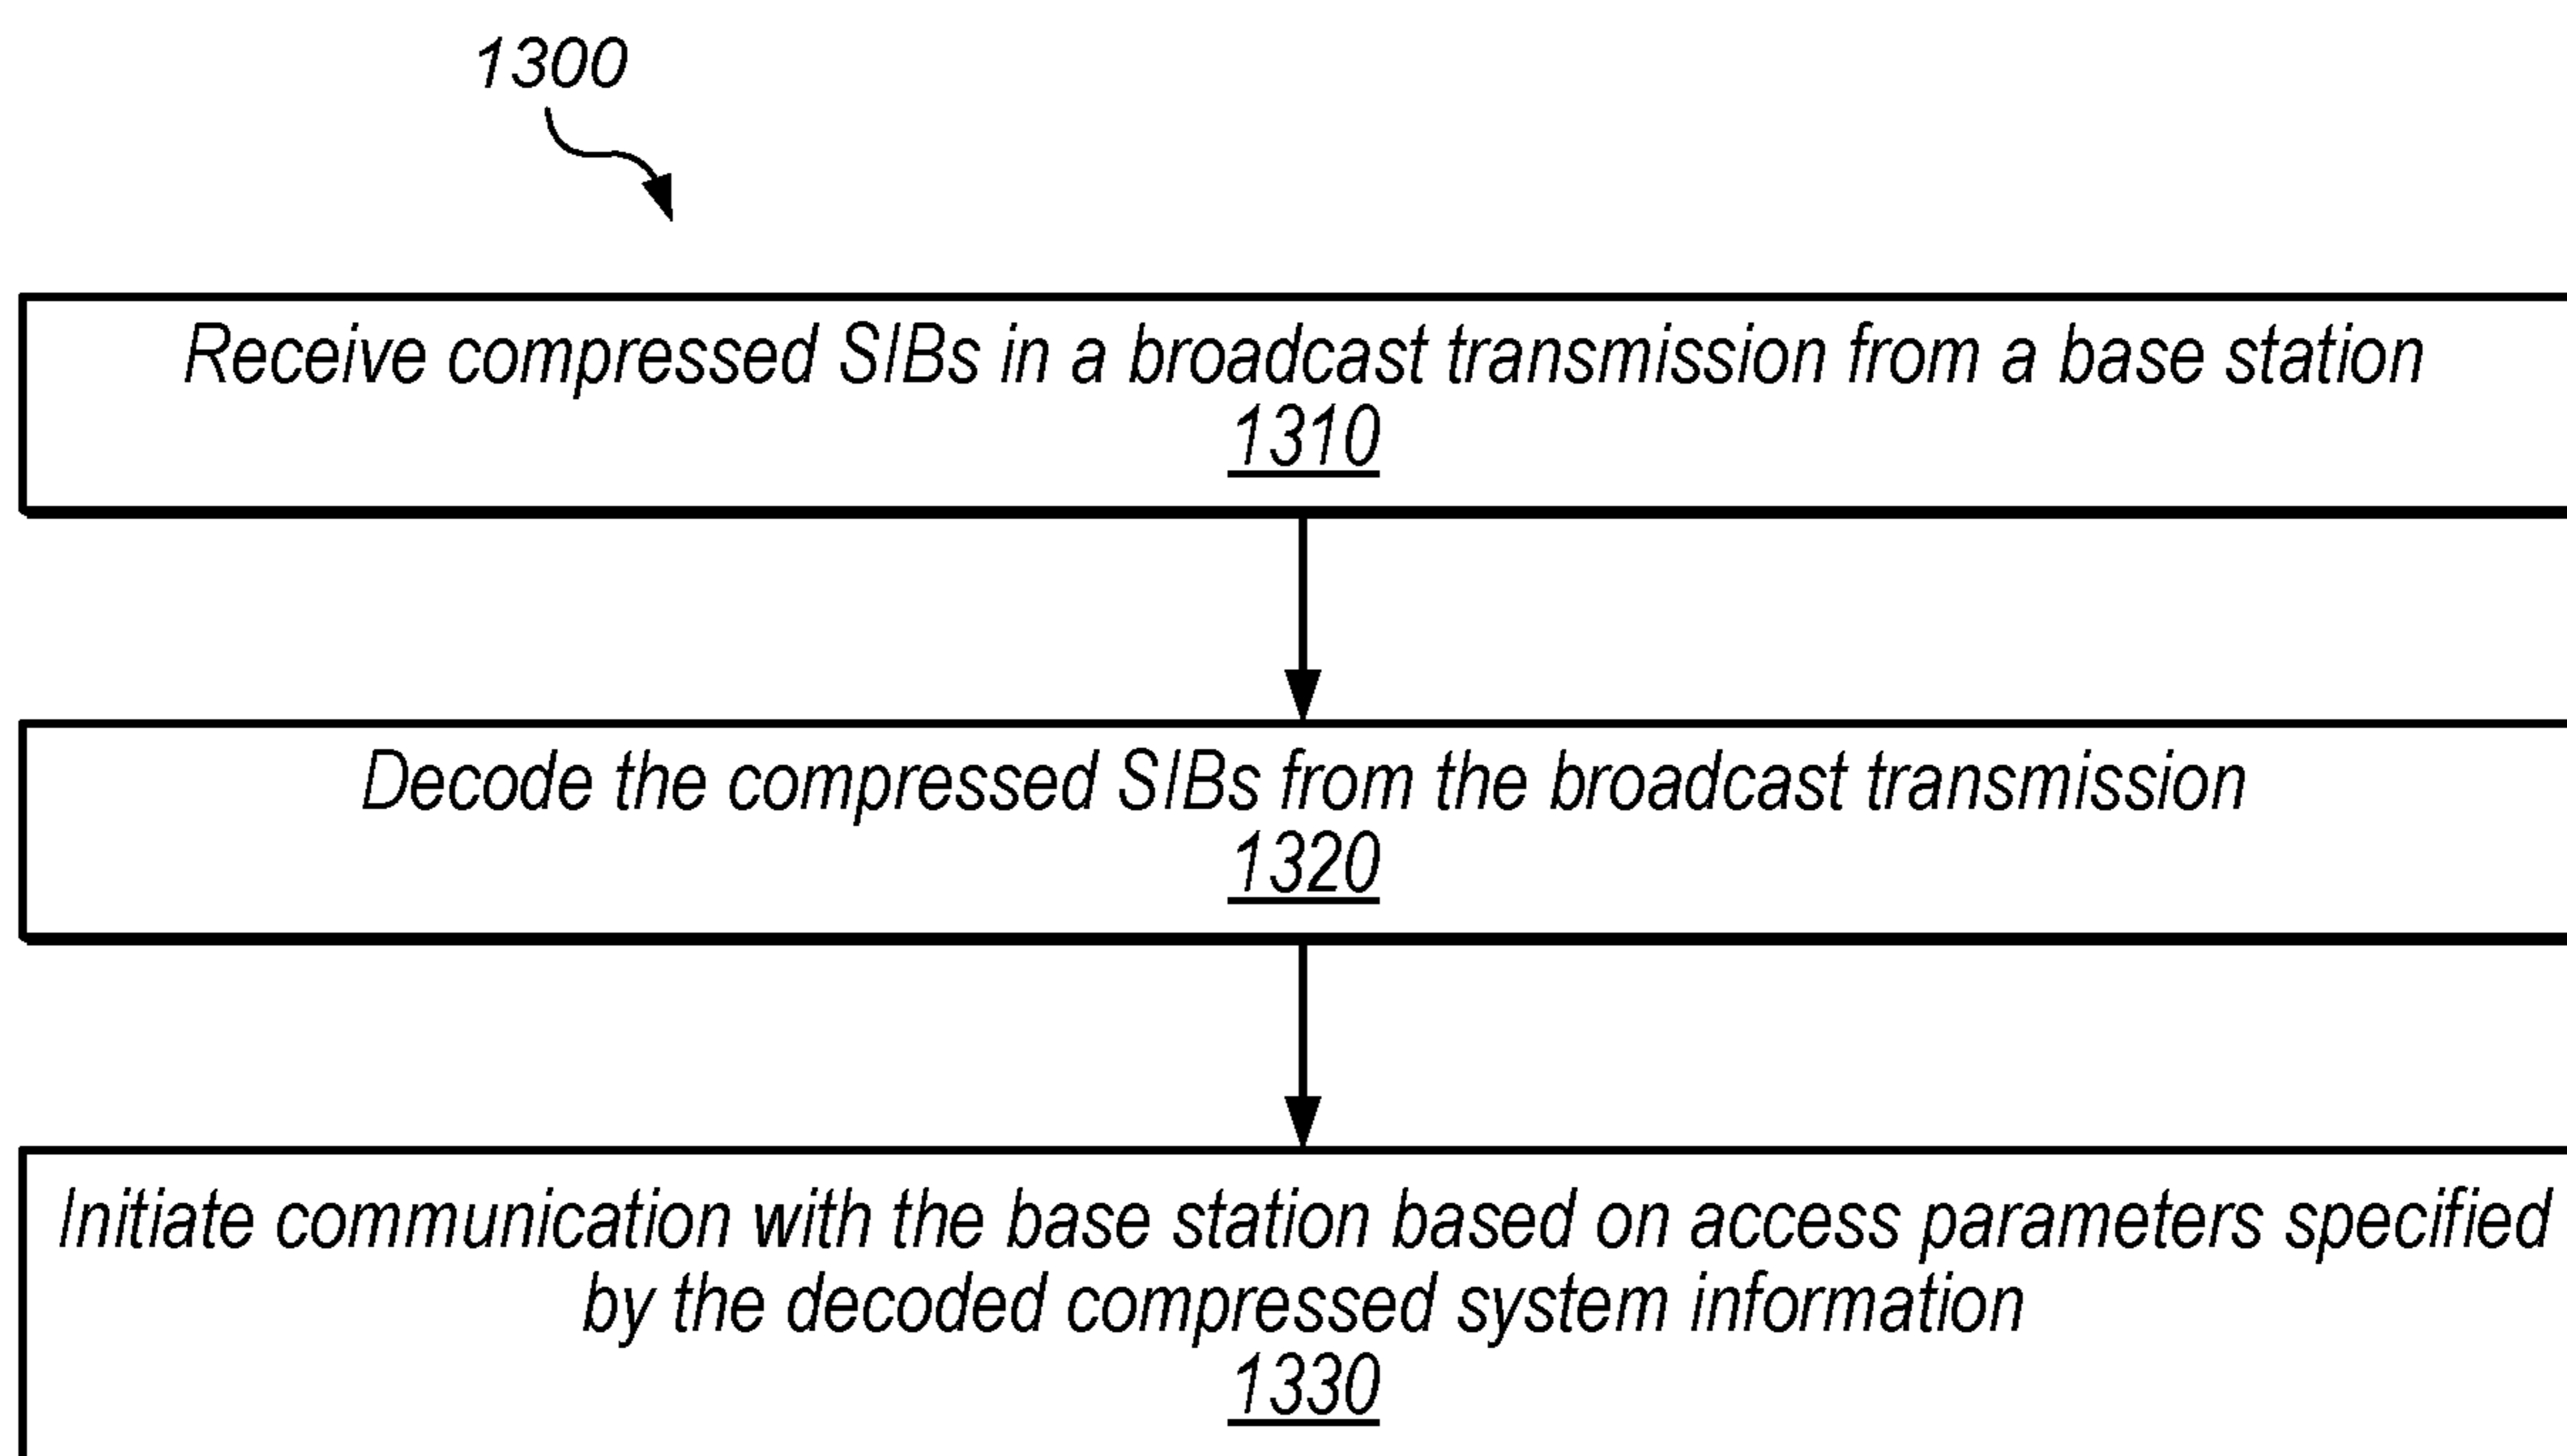 1300
Receive compressed SIBs in a broadcast transmission from a base station
1310
Decode the compressed SIBs from the broadcast transmission
1320
Initiate communication with the base station based on access parameters specified
by the decoded compressed system information
1330